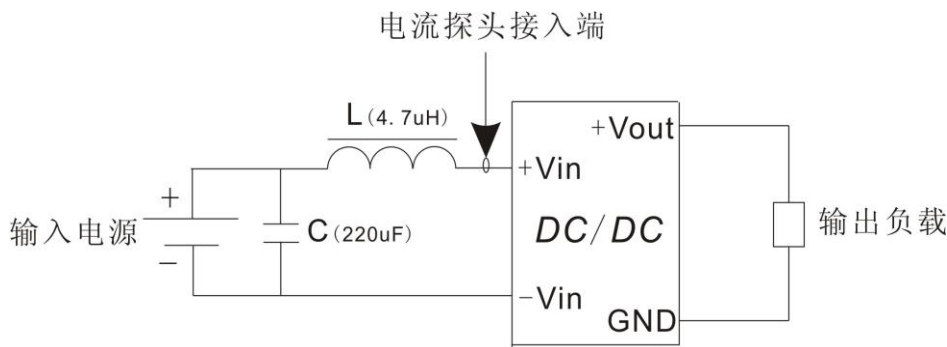 电流探头接入端
L(4.7uH)
+Vout
+Vin
+
输入电源
C(220uF)
DC/DC
输出负载
−
−Vin
GND